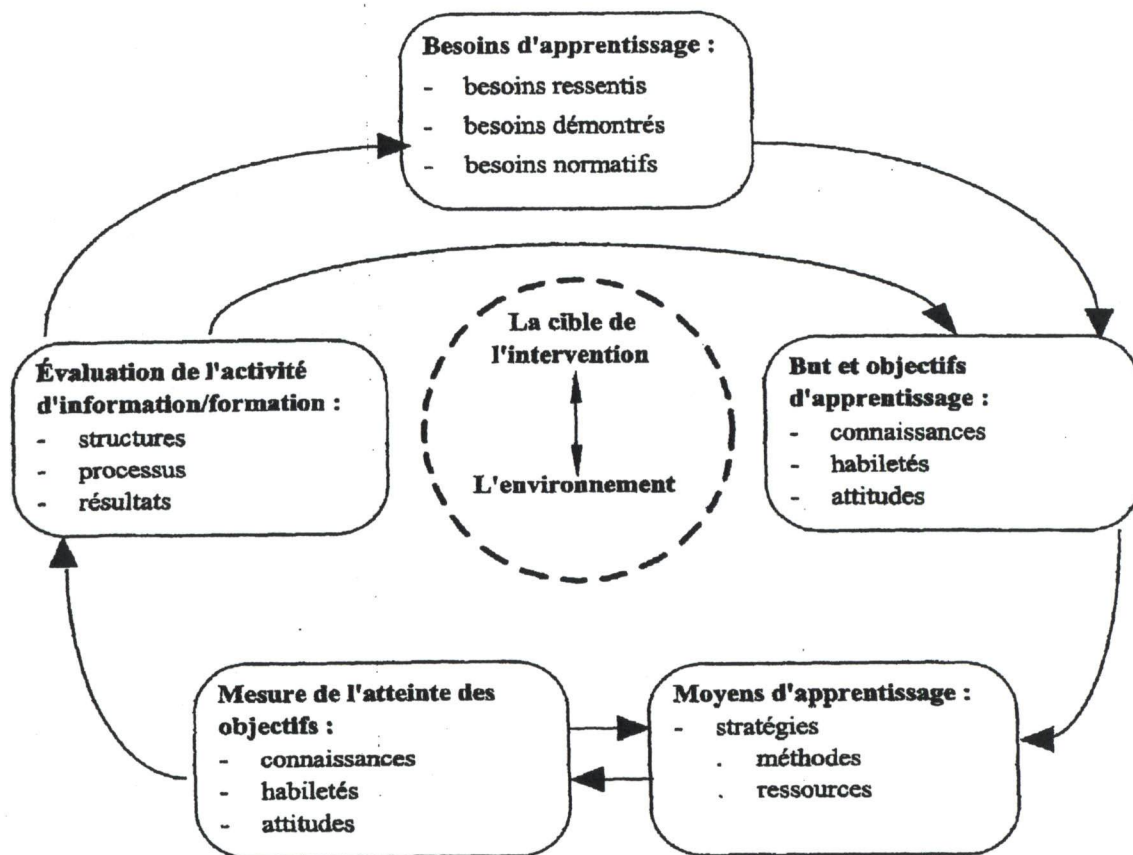 Besoins d'apprentissage :
- besoins ressentis
- besoins démontrés
- besoins normatifs
La cible de
l'intervention
L'environnement
Évaluation de l'activité
d'information/formation :
- structures
- processus
- résultats
But et objectifs
d'apprentissage :
- connaissances
- habiletés
- attitudes
Mesure de l'atteinte des
objectifs :
- connaissances
- habiletés
- attitudes
Moyens d'apprentissage :
- stratégies
. méthodes
. ressources